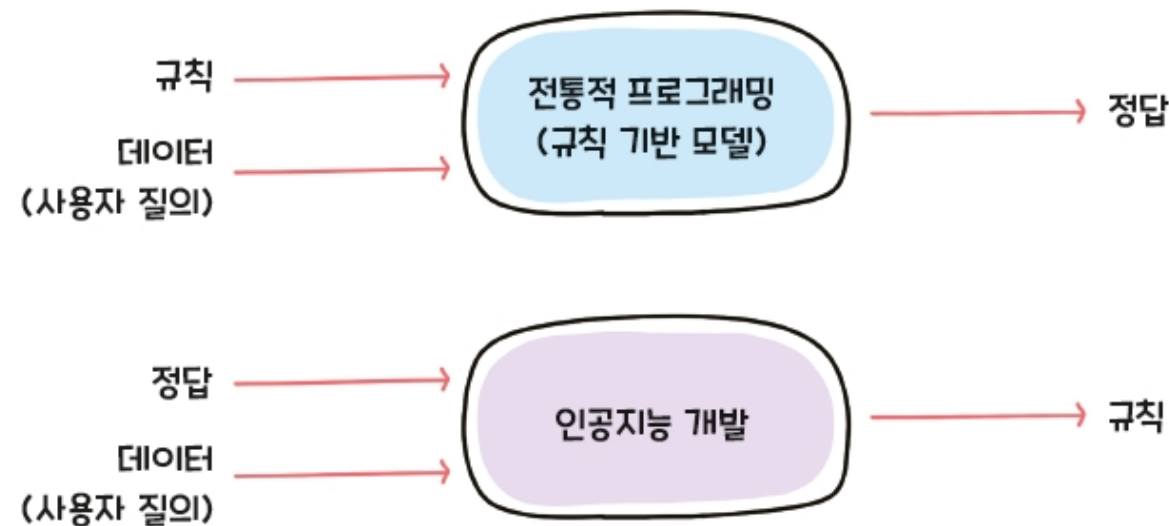 규칙
데이터
(사용자 질의)
전통적 프로그래밍
(규칙 기반 모델)
정답
정답
데이터
(사용자 질의)
인공지능 개발
규칙